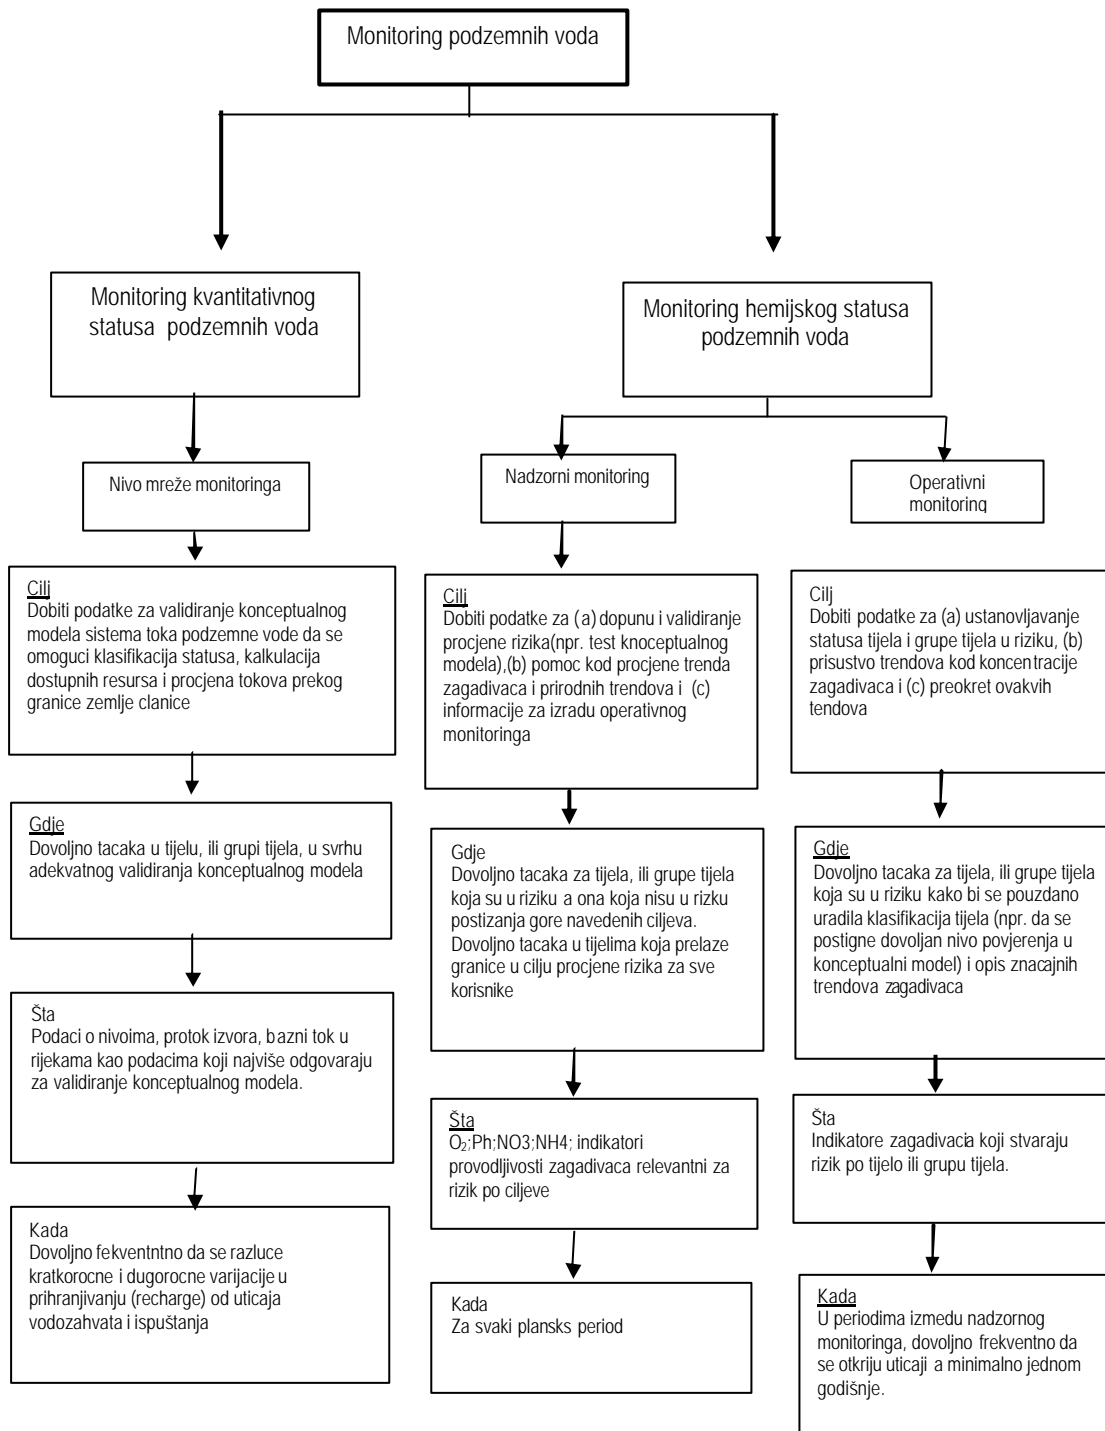 Monitoring podzemnih voda
Monitoring kvantitativnog
statusa podzemnih voda
Monitoring hemijskog statusa
podzemnih voda
Nivo mreže monitoringa
Nadzorni monitoring
Operativni
monitoring
Cilj
Dobiti podatke za validiranje konceptualnog
modela sistema toka podzemne vode da se
omoguci klasifikacija statusa, kalkulacija
dostupnih resursa i procjena tokova prekog
granice zemlje clanice
Cilj
Dobiti podatke za (a) dopunu i validiranje
procjene rizika(npr. test knoceptualnog
modela),(b) pomoc kod procjene trenda
zagadivaca i prirodnih trendova i (c)
informacije za izradu operativnog
monitoringa
Cilj
Dobiti podatke za (a) ustanovljavanje
statusa tijela i grupe tijela u riziku, (b)
prisustvo trendova kod koncentracije
zagadivaca i (c) preokret ovakvih
tendova
Gdje
Dovoljno tacaka u tijelu, ili grupi tijela, u svrhu
adekvatnog validiranja konceptualnog modela
Gdje
Dovoljno tacaka za tijela, ili grupe tijela
koja su u riziku a ona koja nisu u rizku
postizanja gore navedenih ciljeva.
Dovoljno tacaka u tijelima koja prelaze
granice u cilju procjene rizika za sve
korisnike
Gdje
Dovoljno tacaka za tijela, ili grupe tijela
koja su u riziku kako bi se pouzdano
uradila klasifikacija tijela (npr. da se
postigne dovoljan nivo povjerenja u
konceptualni model) i opis znacajnih
trendova zagadivaca
Šta
Podaci o nivoima, protok izvora, bazni tok u
rijekama kao podacima koji najviše odgovaraju
za validiranje konceptualnog modela.
Šta
O₂;Ph;NO3;NH4; indikatori
provodljivosti zagadivaca relevantni za
rizik po ciljeve
Šta
Indikatore zagadivacia koji stvaraju
rizik po tijelo ili grupu tijela.
Kada
Dovoljno fekventntno da se razluce
kratkorocne i dugorocne varijacije u
prihranjivanju (recharge) od uticaja
vodozahvata i ispuštanja
Kada
Za svaki plansks period
Kada
U periodima izmedu nadzornog
monitoringa, dovoljno frekventno da
se otkriju uticaji a minimalno jednom
godišnje.